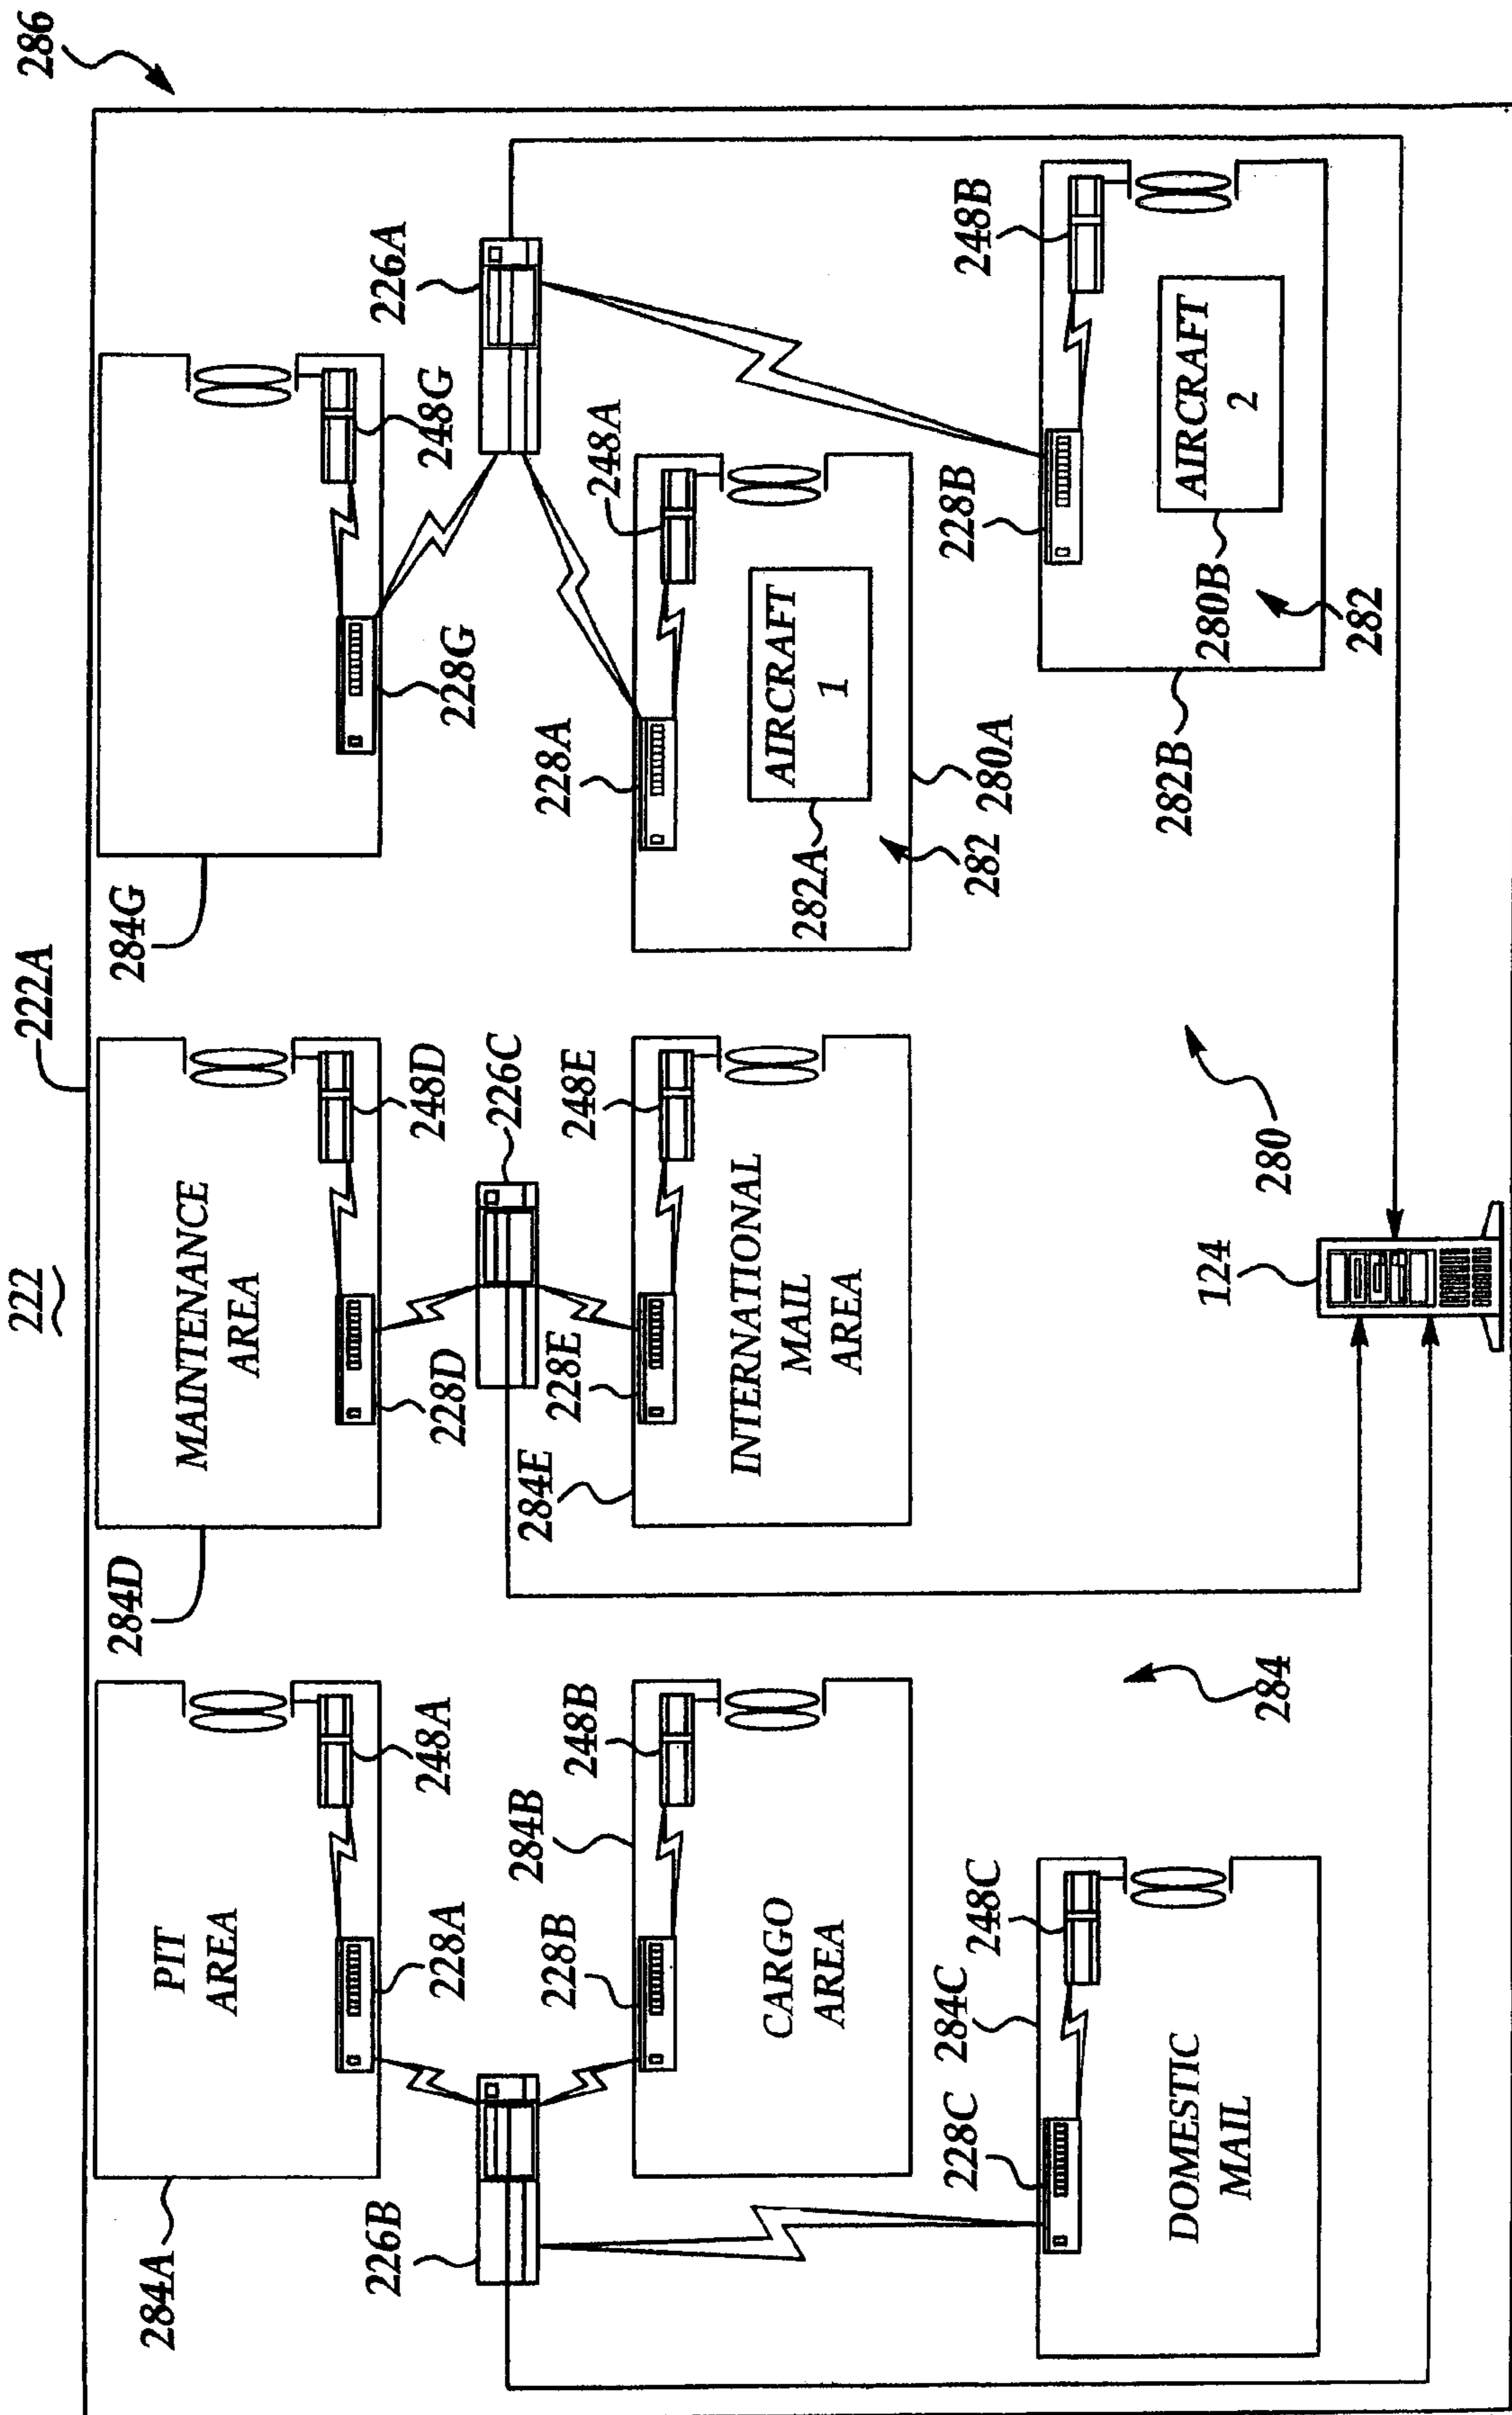 222
222A
286
284A
PIT
AREA
248A
228A
226B
284B
248B
228B
CARGO
AREA
284C
248C
228C
DOMESTIC
MAIL
284
284D
MAINTENANCE
AREA
248D
228D
226C
284E
248E
228E
INTERNATIONAL
MAIL
AREA
124
280
284G
248G
228G
226A
228A
248A
AIRCRAFT
1
282A
282
280A
248B
228B
AIRCRAFT
2
280B
282
282B